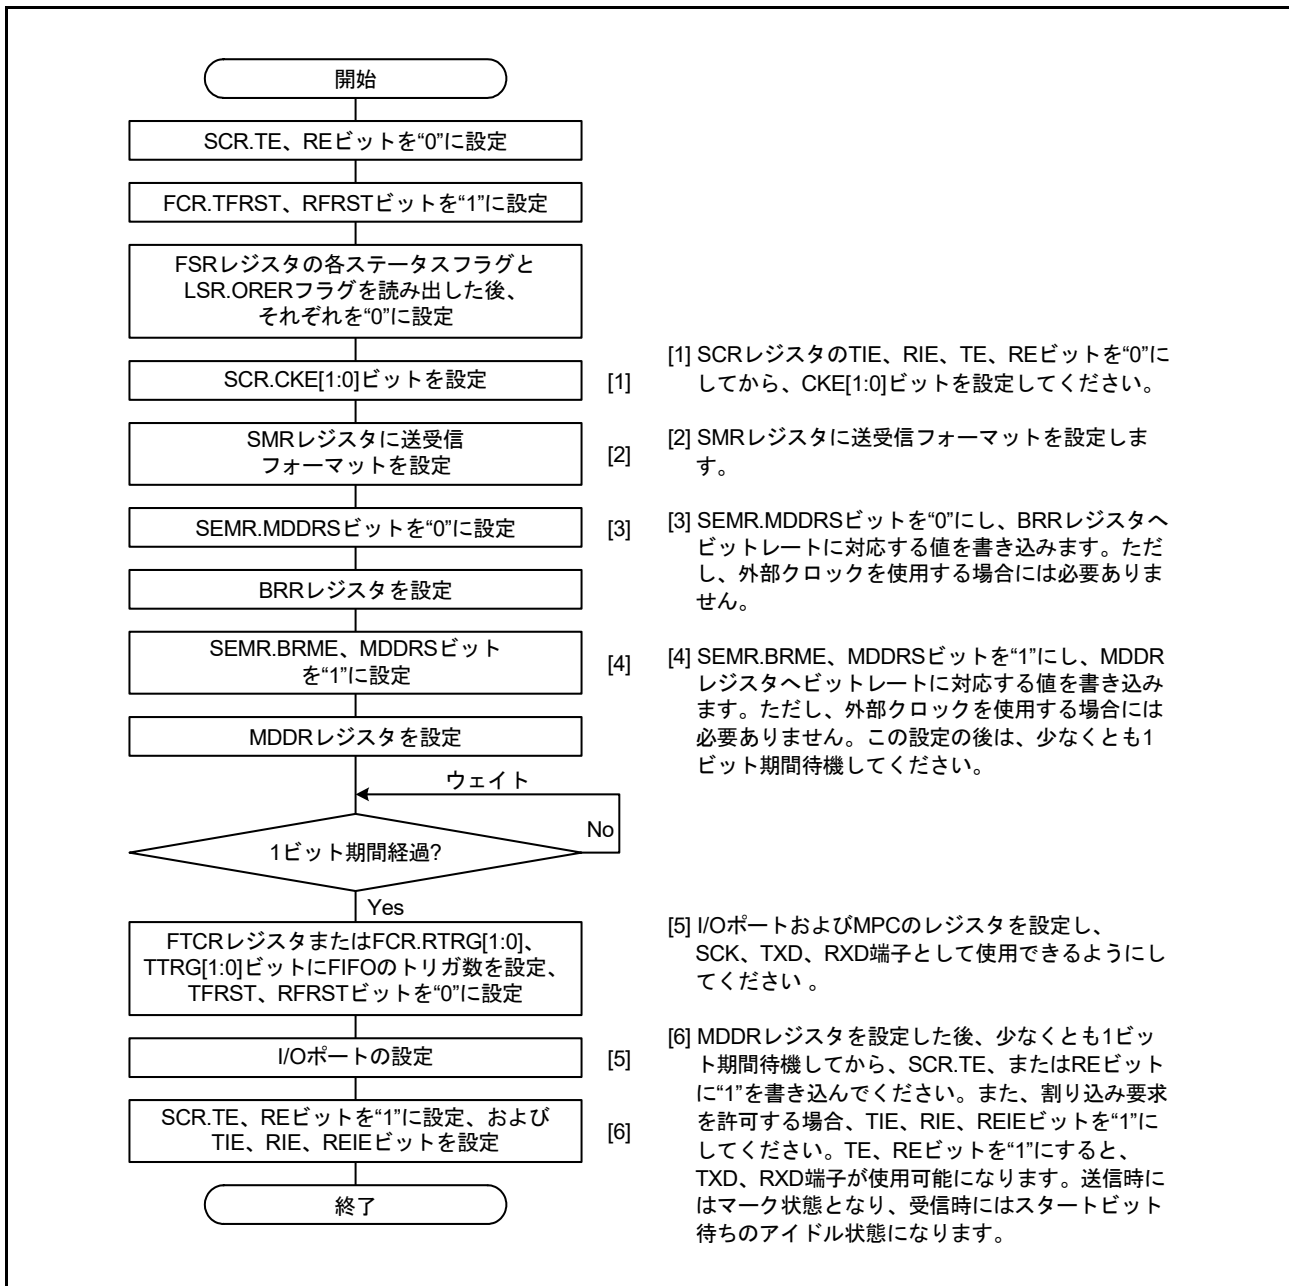 開始
SCR.TE、REビットを“0”に設定
FCR.TFRST、RFRSTビットを“1”に設定
FSRレジスタの各ステータスフラグと
LSR.ORERフラグを読み出した後、
それぞれを“0”に設定
SCR.CKE[1:0]ビットを設定
[1]
SMRレジスタに送受信
フォーマットを設定
[2]
SEMR.MDDRSビットを“0”に設定
[3]
BRRレジスタを設定
SEMR.BRME、MDDRSビット
を“1”に設定
[4]
MDDRレジスタを設定
ウェイト
No
1ビット期間経過?
Yes
FTCRレジスタまたはFCR.RTRG[1:0]、
TTRG[1:0]ビットにFIFOのトリガ数を設定、
TFRST、RFRSTビットを“0”に設定
I/Oポートの設定
[5]
SCR.TE、REビットを“1”に設定、および
TIE、RIE、REIEビットを設定
[6]
終了
[1] SCRレジスタのTIE、RIE、TE、REビットを“0”に
してから、CKE[1:0]ビットを設定してください。
[2] SMRレジスタに送受信フォーマットを設定しま
す。
[3] SEMR.MDDRSビットを“0”にし、BRRレジスタへ
ビットレートに対応する値を書き込みます。ただ
し、外部クロックを使用する場合には必要ありま
せん。
[4] SEMR.BRME、MDDRSビットを“1”にし、MDDR
レジスタへビットレートに対応する値を書き込み
ます。ただし、外部クロックを使用する場合には
必要ありません。この設定の後は、少なくとも1
ビット期間待機してください。
[5] I/OポートおよびMPCのレジスタを設定し、
SCK、TXD、RXD端子として使用できるようにし
てください 。
[6] MDDRレジスタを設定した後、少なくとも1ビッ
ト期間待機してから、SCR.TE、またはREビット
に“1”を書き込んでください。また、割り込み要求
を許可する場合、TIE、RIE、REIEビットを“1”に
してください。TE、REビットを“1”にすると、
TXD、RXD端子が使用可能になります。送信時に
はマーク状態となり、受信時にはスタートビット
待ちのアイドル状態になります。